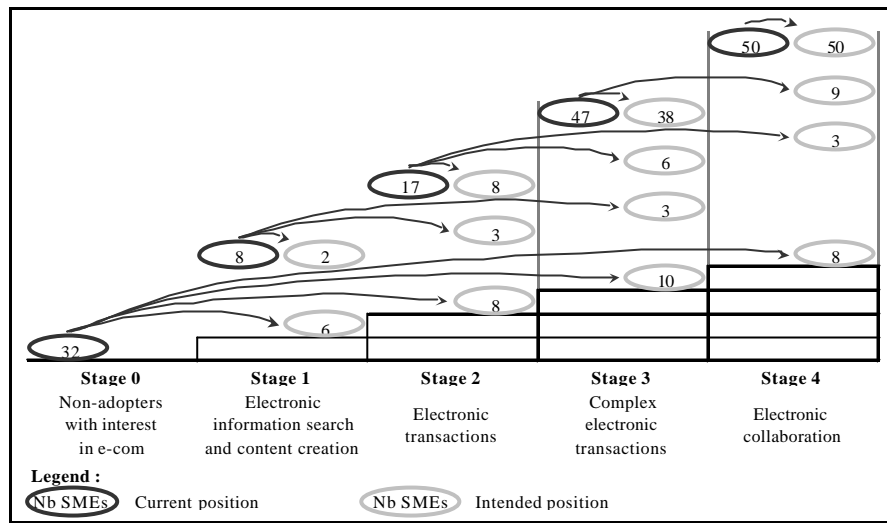 50 50
9
47 38
3
6
17 8
3
3
8 2
8
10
8
6
32
Stage 0 Stage 1 Stage 2 Stage 3 Stage 4
Non-adopters
with interest
in e-com
Electronic
information search
and content creation
Electronic
transactions
Complex
electronic
transactions
Electronic
collaboration
Legend :
Nb SMEs Current position Nb SMEs Intended position